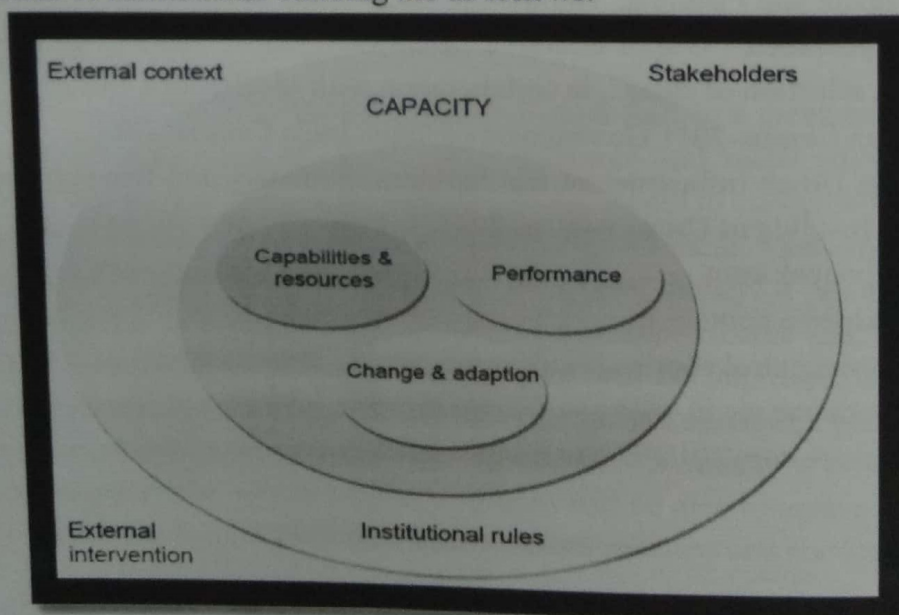 External context
Stakeholders
CAPACITY
Capabilities &
resources
Performance
Change & adaption
Institutional rules
External
intervention